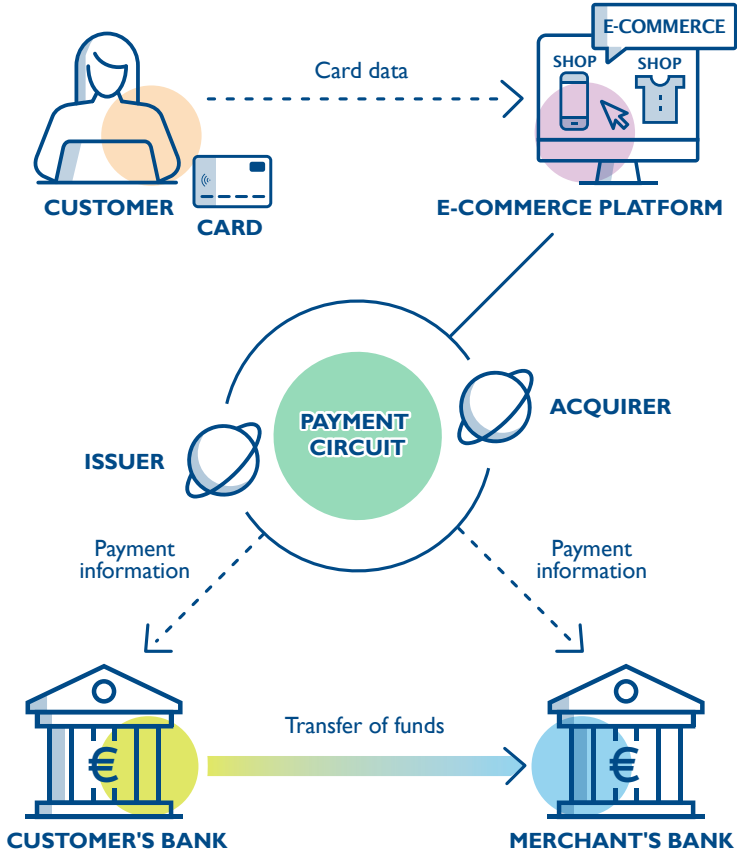 E-COMMERCE
SHOP
SHOP
Card data
CUSTOMER
CARD
E-COMMERCE PLATFORM
PAYMENT
CIRCUIT
ACQUIRER
ISSUER
Payment
information
Payment
information
€
Transfer of funds
€
CUSTOMER'S BANK
MERCHANT'S BANK